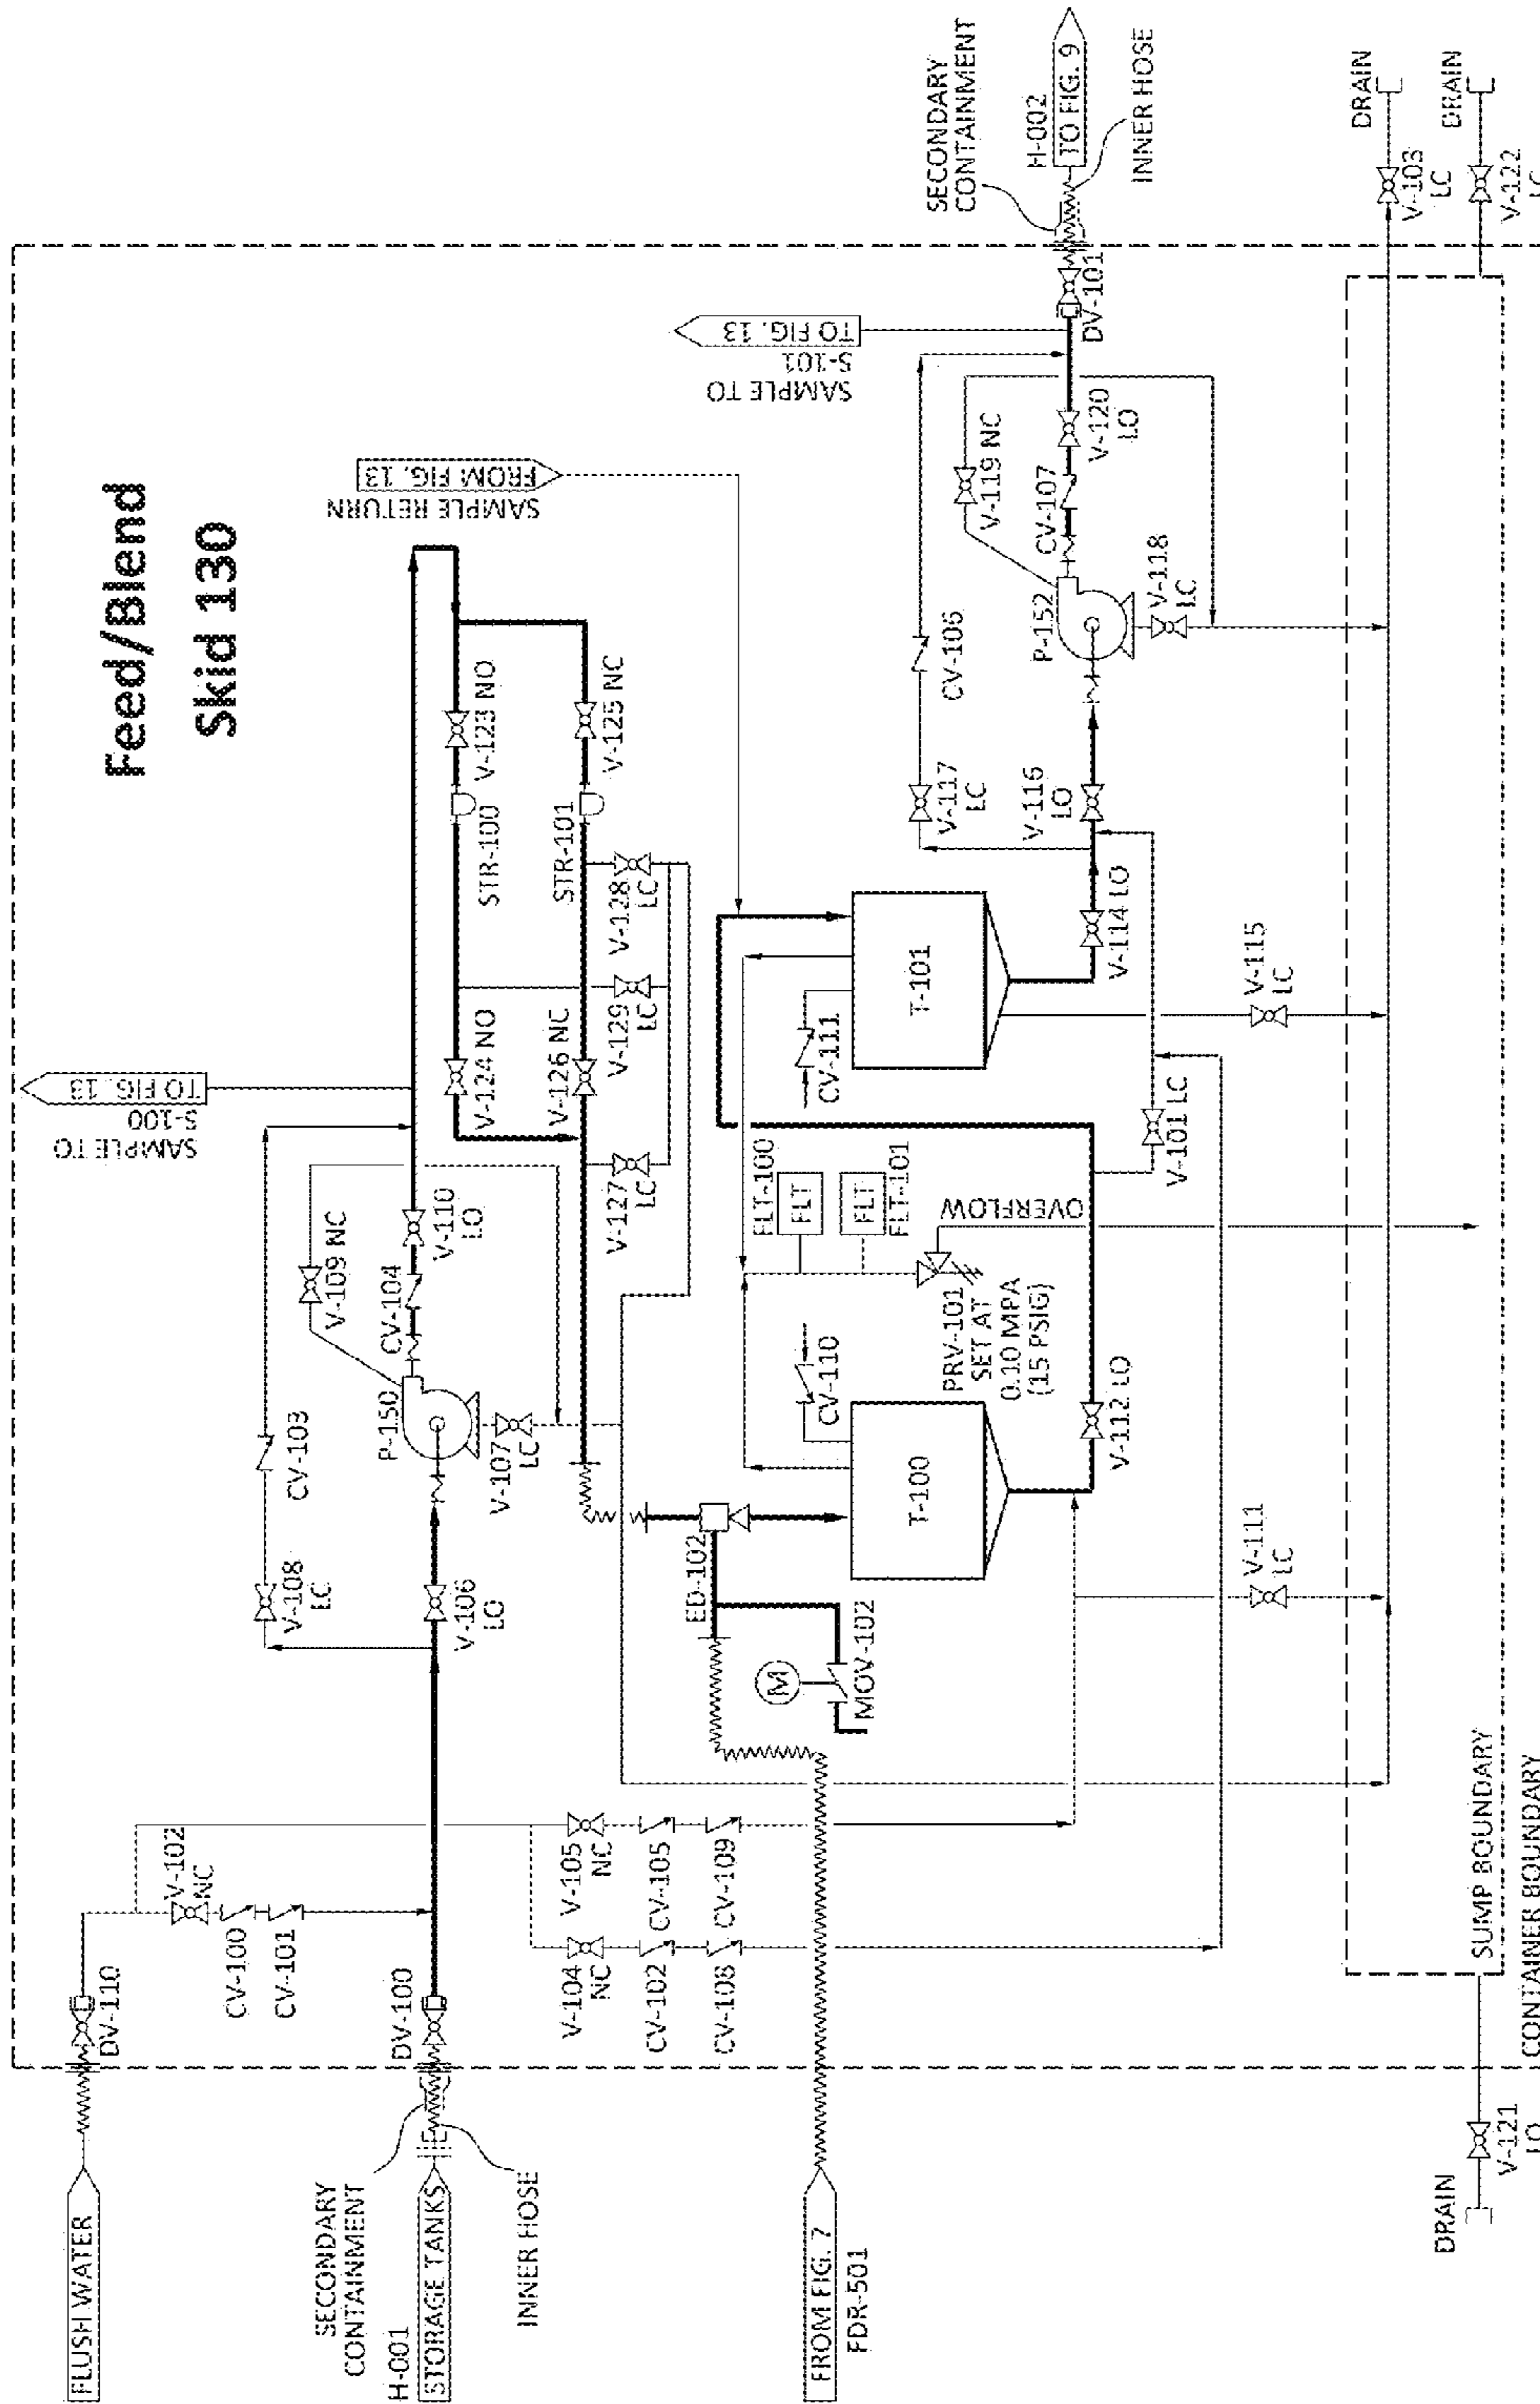 Feed/Blend
Skid 130
FLUSH WATER
DV-110
V-102
NC
CV-100
CV-101
SECONDARY
CONTAINMENT
H-001
STORAGE TANKS
INNER HOSE
DV-100
V-108
LC
CV-103
V-106
LO
P-150
V-107
LC
V-109 NC
CV-104
V-110
LO
SAMPLE TO
S-100
TO FIG. 13
V-123 NO
STR-100
V-124 NO
V-125 NC
STR-101
V-126 NC
V-127
LC
V-128
LC
V-129
LC
SAMPLE RETURN
FROM FIG. 13
V-104
NC
CV-102
CV-108
V-105
NC
CV-105
CV-109
FROM FIG. 7
FDR-501
ED-102
M
MOV-102
T-100
CV-110
FLT-100
FLT
FLT
FLT-101
PRV-101
SET AT
0.10 MPA
(15 PSIG)
OVERFLOW
V-112 LO
V-111
LC
T-101
CV-111
V-101 LC
V-114 LO
V-115
LC
V-116
LO
V-117
LC
CV-106
P-152
V-118
LC
V-119 NC
CV-107
V-120
LO
SAMPLE TO
S-101
TO FIG. 13
DV-101
SECONDARY
CONTAINMENT
H-002
TO FIG. 9
INNER HOSE
DRAIN
V-103
LC
DRAIN
V-122
LC
SUMP BOUNDARY
CONTAINER BOUNDARY
DRAIN
V-121
LO